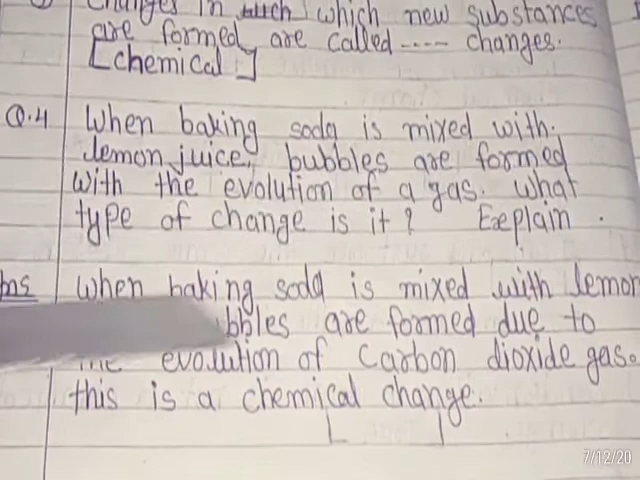 Changes in much which new substances
are formed are called ---- changes.
[chemical]
Q.4 When baking soda is mixed with.
lemon juice, bubbles are formed
with the evolution of a gas. What
type of change is it? Explain.
Ans When baking soda is mixed with lemon
bbles are formed due to
the evolution of carbon dioxide gas.
this is a chemical change.
7/12/20